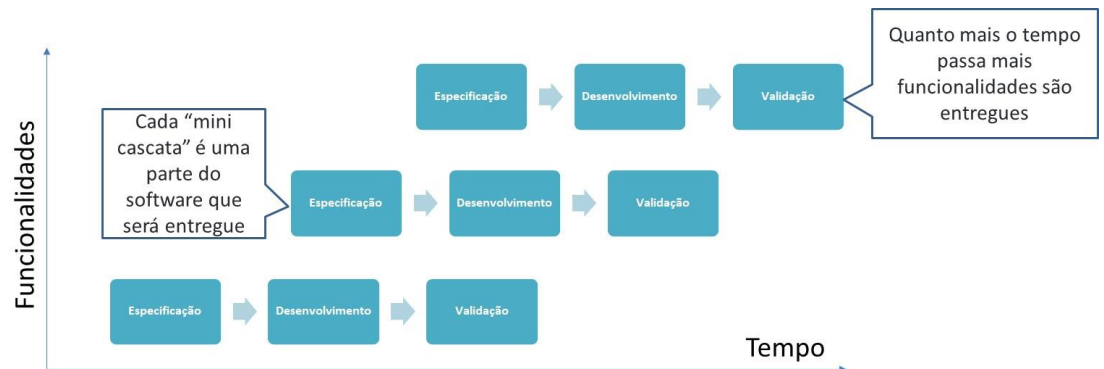 Funcionalidades
Especificação
Desenvolvimento
Validação
Quanto mais o tempo
passa mais
funcionalidades são
entregues
Cada “mini
cascata” é uma
parte do
software que
será entregue
Especificação
Desenvolvimento
Validação
Especificação
Desenvolvimento
Validação
Tempo